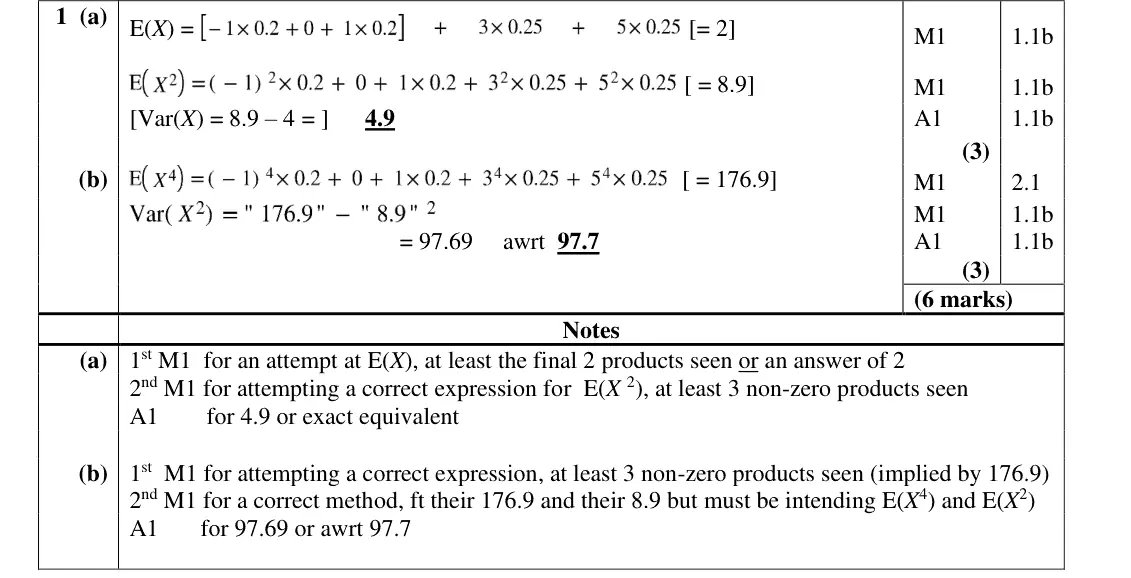 1 (a) E(X) = [– 1× 0.2 + 0 + 1× 0.2] + 3× 0.25 + 5× 0.25 [= 2] M1 1.1b
E(X²) = ( – 1) ²× 0.2 + 0 + 1× 0.2 + 3²× 0.25 + 5²× 0.25 [ = 8.9] M1 1.1b
[Var(X) = 8.9 – 4 = ] 4.9 A1 1.1b
(3)
(b) E(X⁴) = ( – 1) ⁴× 0.2 + 0 + 1× 0.2 + 3⁴× 0.25 + 5⁴× 0.25 [ = 176.9] M1 2.1
Var( X²) = " 176.9" – " 8.9" ² M1 1.1b
= 97.69 awrt 97.7 A1 1.1b
(3)
(6 marks)
Notes
(a) 1st M1 for an attempt at E(X), at least the final 2 products seen or an answer of 2
2nd M1 for attempting a correct expression for E(X ²), at least 3 non-zero products seen
A1 for 4.9 or exact equivalent
(b) 1st M1 for attempting a correct expression, at least 3 non-zero products seen (implied by 176.9)
2nd M1 for a correct method, ft their 176.9 and their 8.9 but must be intending E(X⁴) and E(X²)
A1 for 97.69 or awrt 97.7